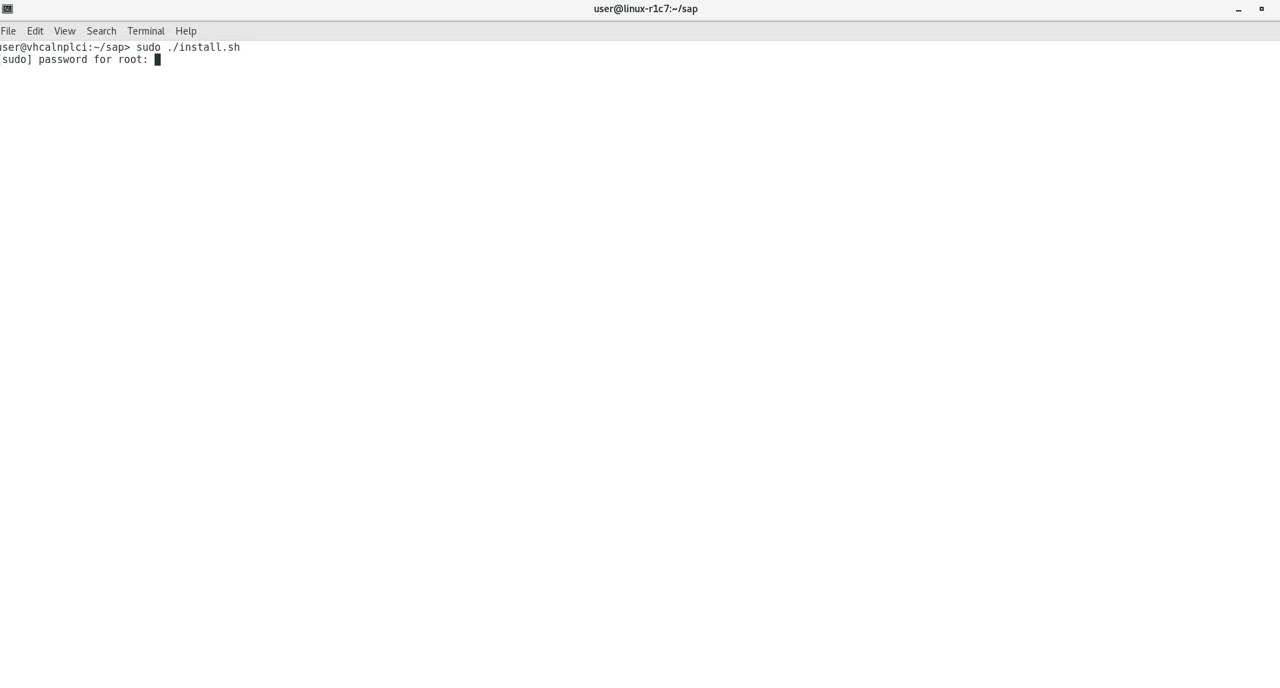 user@linux-r1c7:~/sap
File Edit View Search Terminal Help
user@vhcalnplci:~/sap> sudo ./install.sh
[sudo] password for root: